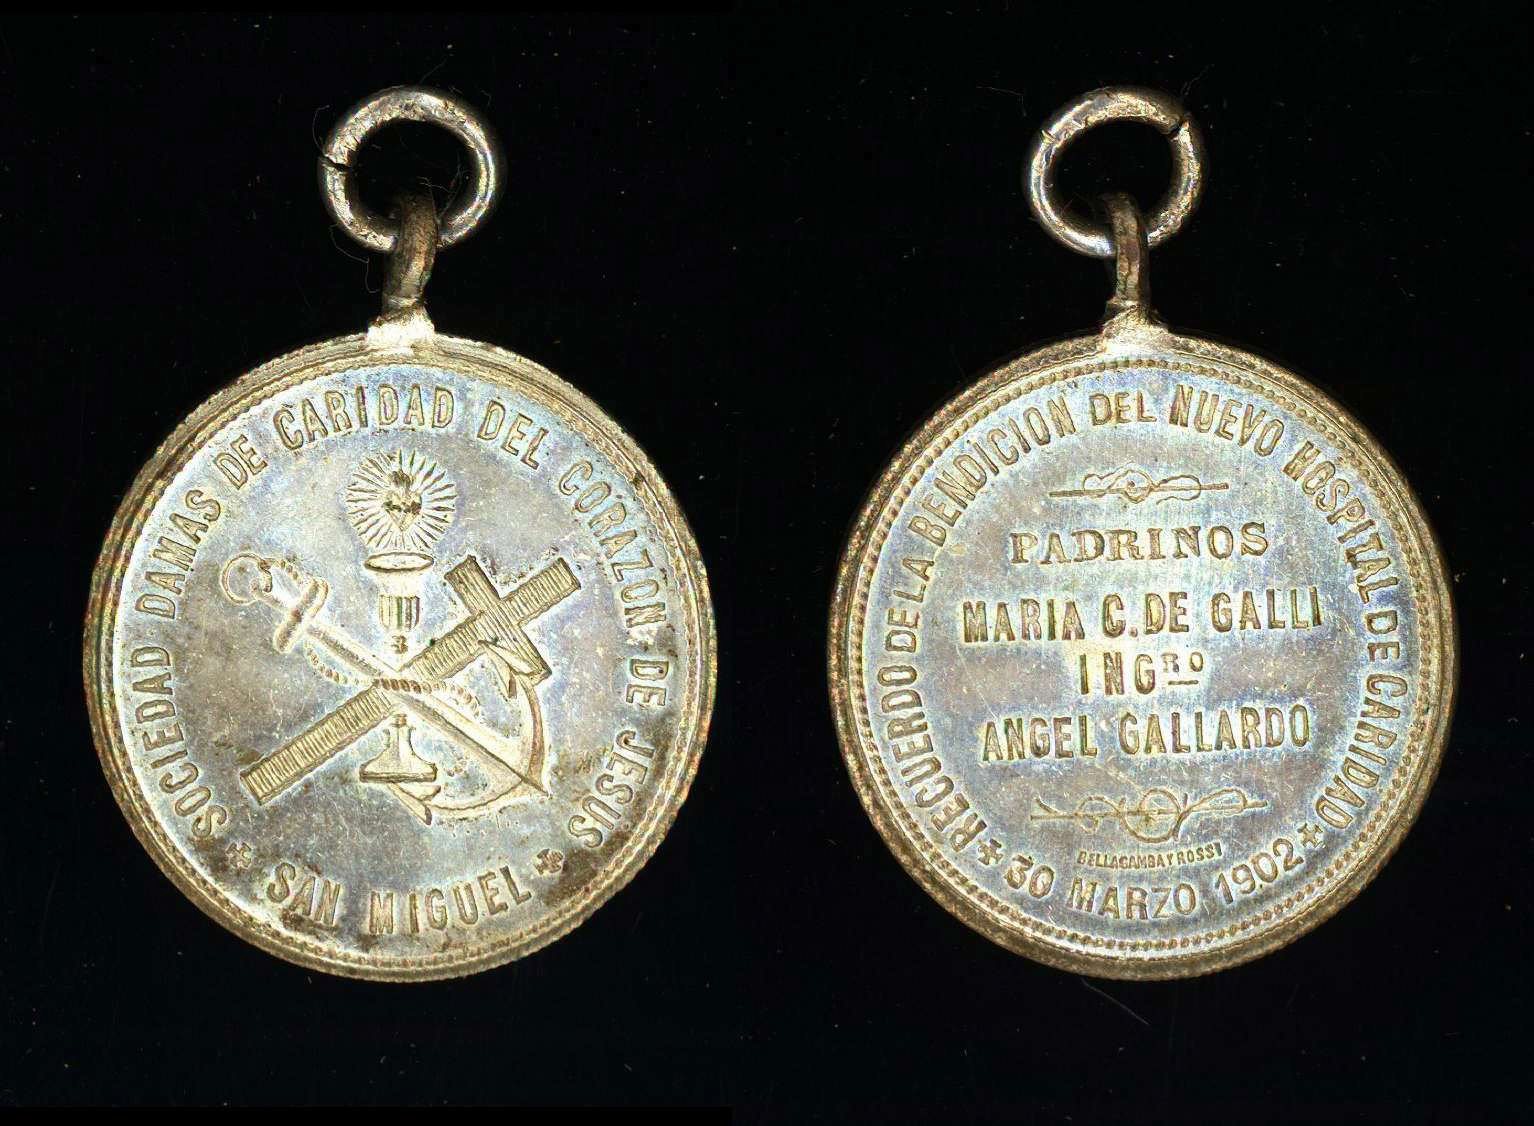 SOCIEDAD DAMAS DE CARIDAD DEL CORAZON DE JESUS
SAN MIGUEL
RECUERDO DE LA BENDICION DEL NUEVO HOSPITAL DE CARIDAD
PADRINOS
MARIA C. DE GALLI
INGRO
ANGEL GALLARDO
BELLAGAMBA Y ROSSI
30 MARZO 1902